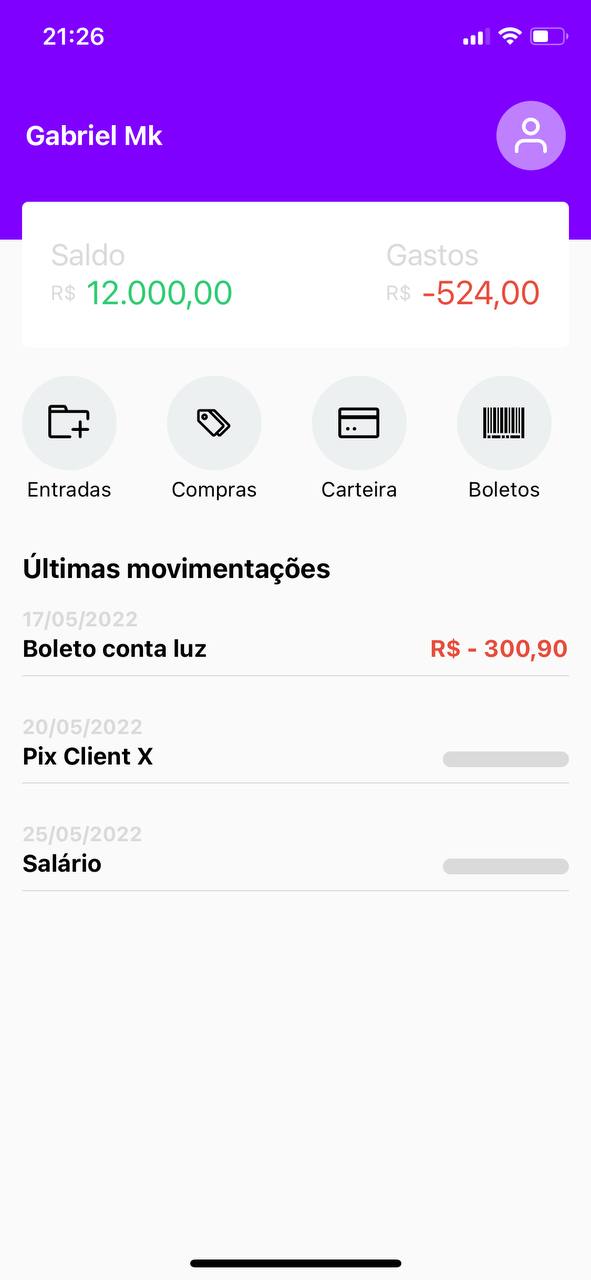 21:26
Gabriel Mk
Saldo Gastos
R$ 12.000,00 R$ -524,00
Entradas Compras Carteira Boletos
Últimas movimentações
17/05/2022
Boleto conta luz R$ - 300,90
20/05/2022
Pix Client X
25/05/2022
Salário